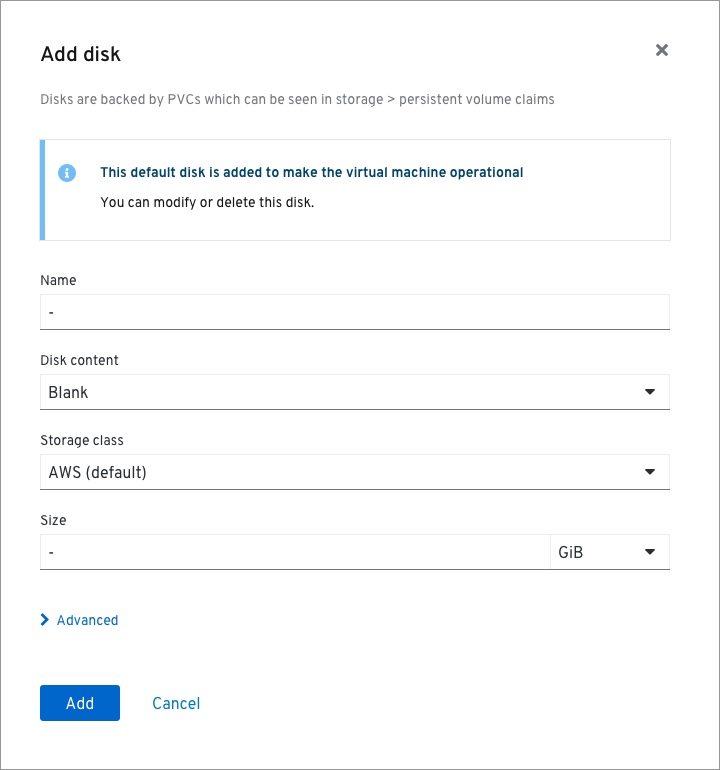 Add disk
Disks are backed by PVCs which can be seen in storage > persistent volume claims
This default disk is added to make the virtual machine operational
You can modify or delete this disk.
Name
-
Disk content
Blank
Storage class
AWS (default)
Size
- GiB
Advanced
Add Cancel